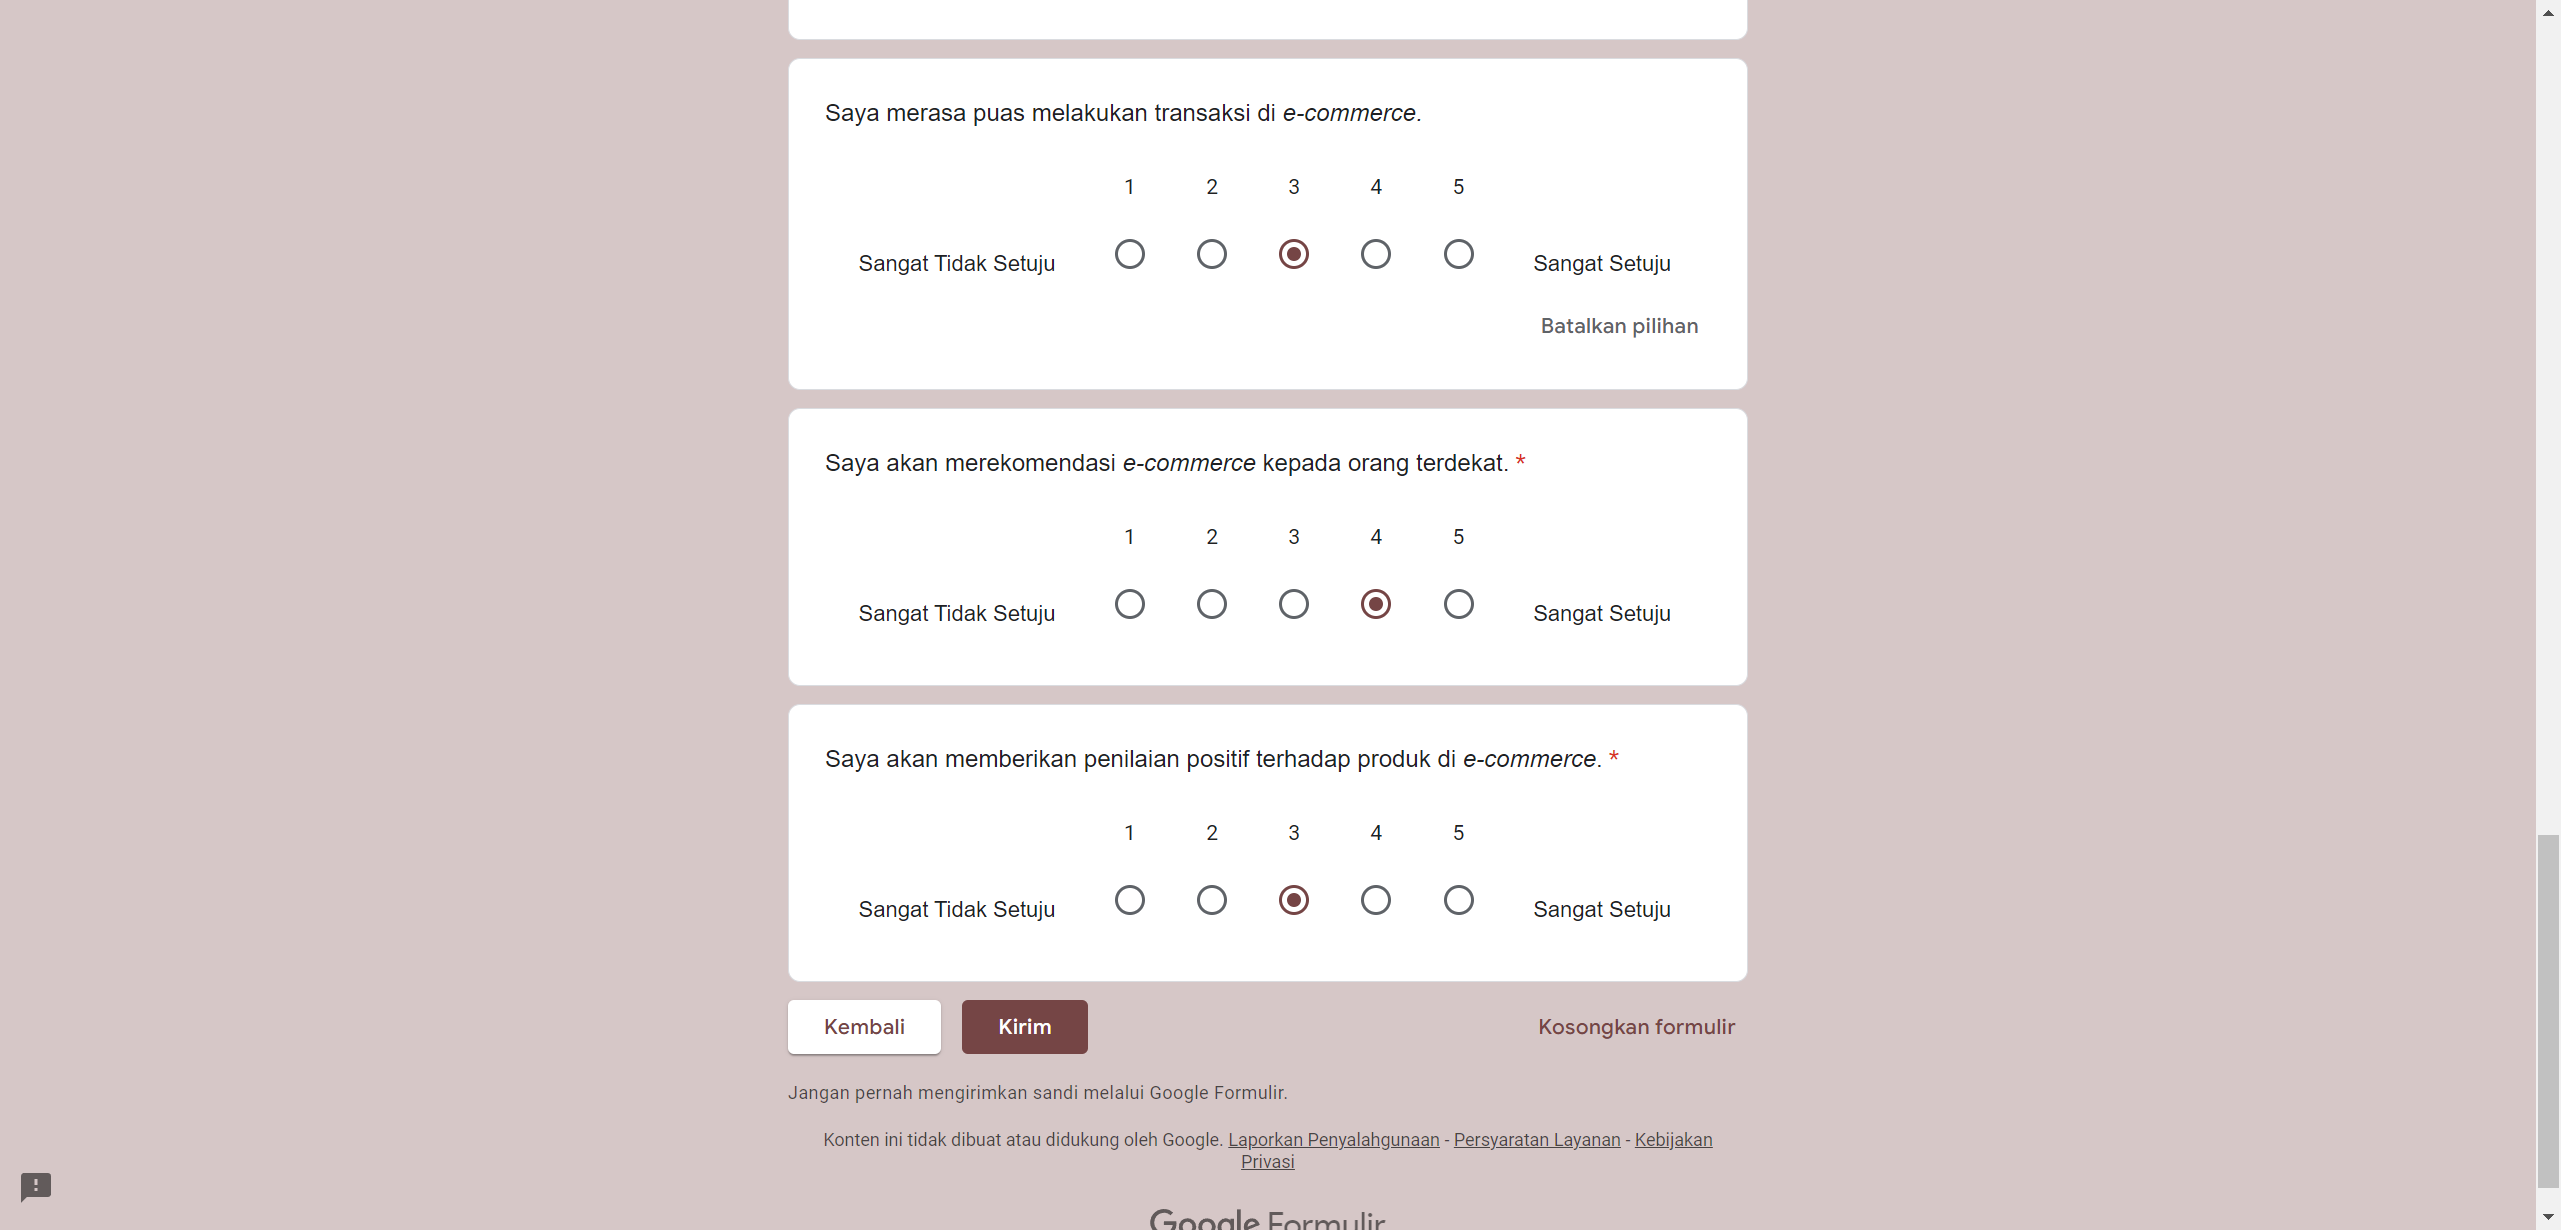 Saya merasa puas melakukan transaksi di e-commerce.
1 2 3 4 5
Sangat Tidak Setuju Sangat Setuju
Batalkan pilihan
Saya akan merekomendasi e-commerce kepada orang terdekat. *
1 2 3 4 5
Sangat Tidak Setuju Sangat Setuju
Saya akan memberikan penilaian positif terhadap produk di e-commerce. *
1 2 3 4 5
Sangat Tidak Setuju Sangat Setuju
Kembali Kirim Kosongkan formulir
Jangan pernah mengirimkan sandi melalui Google Formulir.
Konten ini tidak dibuat atau didukung oleh Google. Laporkan Penyalahgunaan - Persyaratan Layanan - Kebijakan
Privasi
Google Formulir